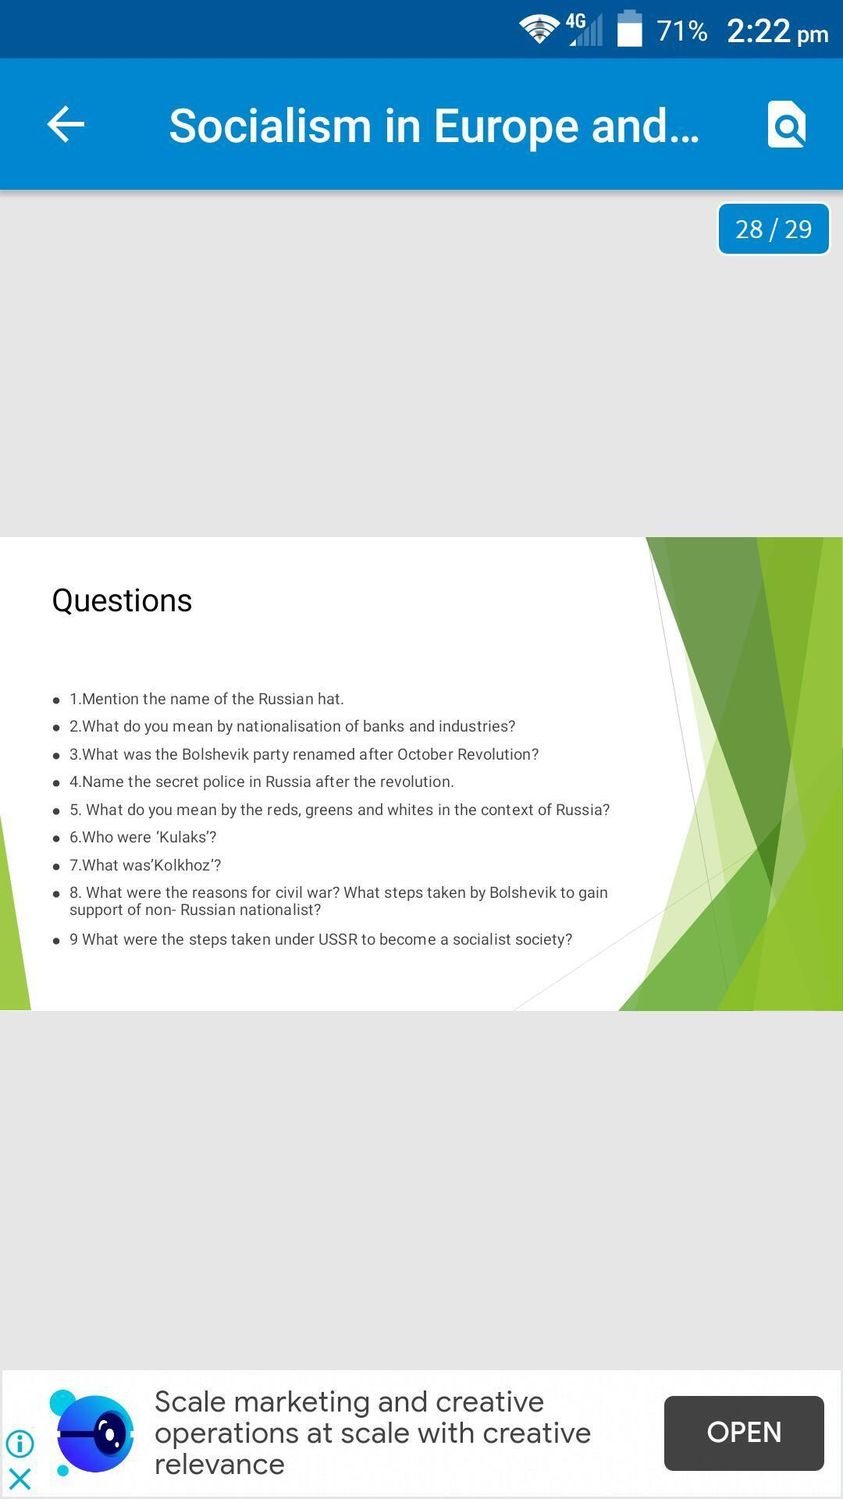 4G 71% 2:22 pm
Socialism in Europe and...
28 / 29
Questions
• 1.Mention the name of the Russian hat.
• 2.What do you mean by nationalisation of banks and industries?
• 3.What was the Bolshevik party renamed after October Revolution?
• 4.Name the secret police in Russia after the revolution.
• 5. What do you mean by the reds, greens and whites in the context of Russia?
• 6.Who were ‘Kulaks’?
• 7.What was’Kolkhoz’?
• 8. What were the reasons for civil war? What steps taken by Bolshevik to gain
support of non- Russian nationalist?
• 9 What were the steps taken under USSR to become a socialist society?
Scale marketing and creative
operations at scale with creative
relevance
OPEN